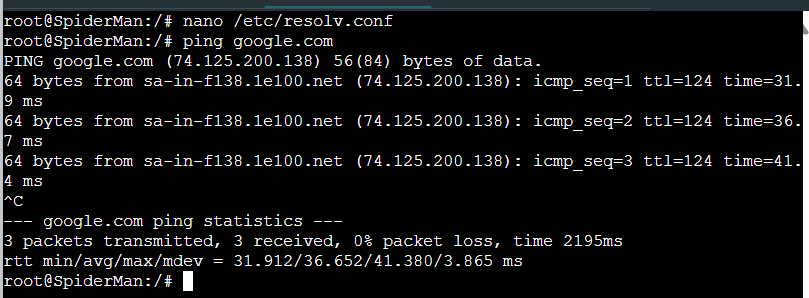 root@SpiderMan:/# nano /etc/resolv.conf
root@SpiderMan:/# ping google.com
PING google.com (74.125.200.138) 56(84) bytes of data.
64 bytes from sa-in-f138.1e100.net (74.125.200.138): icmp_seq=1 ttl=124 time=31.
9 ms
64 bytes from sa-in-f138.1e100.net (74.125.200.138): icmp_seq=2 ttl=124 time=36.
7 ms
64 bytes from sa-in-f138.1e100.net (74.125.200.138): icmp_seq=3 ttl=124 time=41.
4 ms
^C
--- google.com ping statistics ---
3 packets transmitted, 3 received, 0% packet loss, time 2195ms
rtt min/avg/max/mdev = 31.912/36.652/41.380/3.865 ms
root@SpiderMan:/#